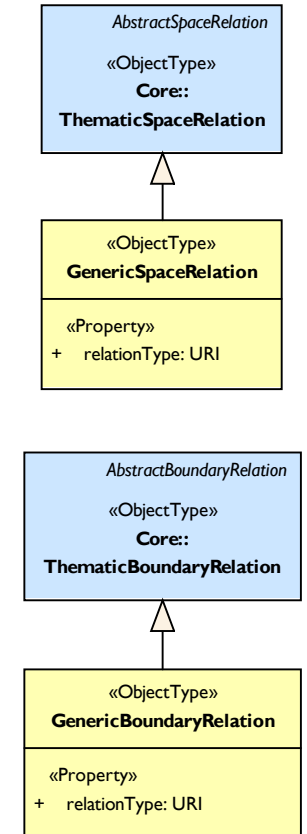 AbstractSpaceRelation
«ObjectType»
Core::
ThematicSpaceRelation
«ObjectType»
GenericSpaceRelation
«Property»
+ relationType: URI
AbstractBoundaryRelation
«ObjectType»
Core::
ThematicBoundaryRelation
«ObjectType»
GenericBoundaryRelation
«Property»
+ relationType: URI